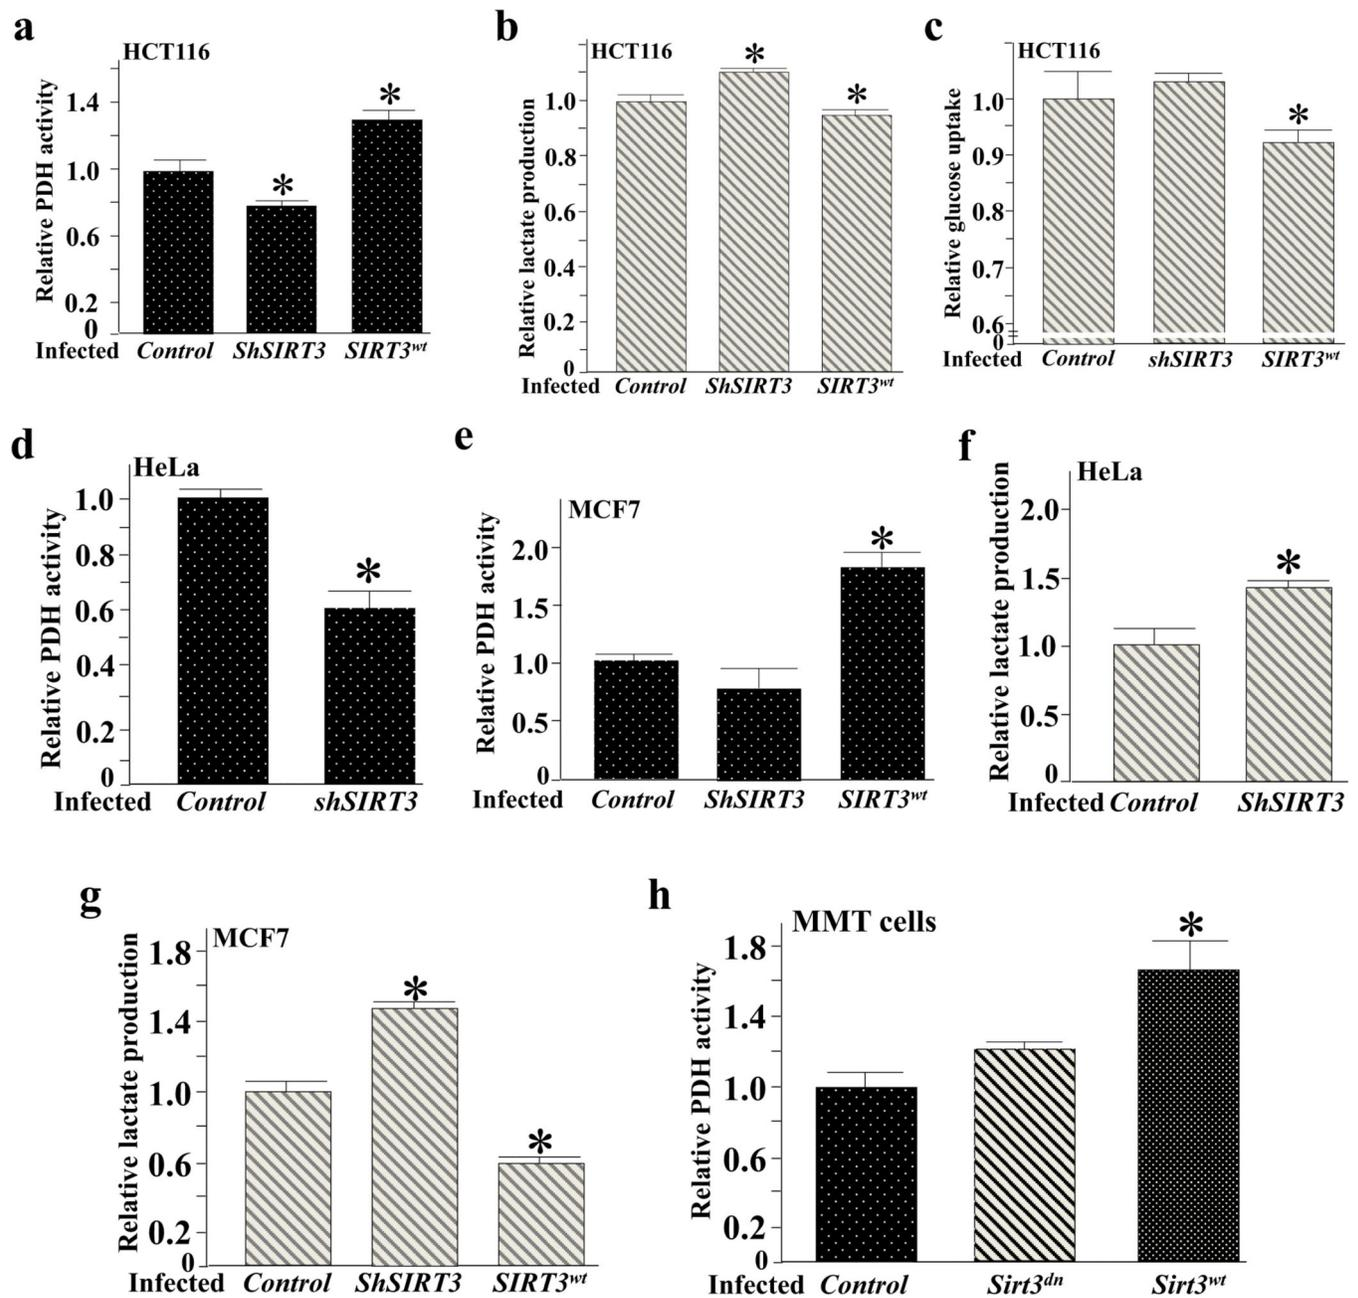 a
HCT116
Relative PDH activity
1.4
1.0
0.6
0.2
0
*
*
Infected Control ShSIRT3 SIRT3wt
b
HCT116
Relative lactate production
1.0
0.8
0.6
0.4
0.2
0
*
*
Infected Control ShSIRT3 SIRT3wt
c
HCT116
Relative glucose uptake
1.0
0.9
0.8
0.7
0.6
0
*
Infected Control shSIRT3 SIRT3wt
d
HeLa
Relative PDH activity
1.0
0.8
0.6
0.4
0.2
0
*
Infected Control shSIRT3
e
MCF7
Relative PDH activity
2.0
1.5
1.0
0.5
0
*
Infected Control ShSIRT3 SIRT3wt
f
HeLa
Relative lactate production
2.0
1.5
1.0
0.5
0
*
Infected Control ShSIRT3
g
MCF7
Relative lactate production
1.8
1.4
1.0
0.6
0.2
0
*
*
Infected Control ShSIRT3 SIRT3wt
h
MMT cells
Relative PDH activity
1.8
1.4
1.0
0.6
0.2
0
*
Infected Control Sirt3dn Sirt3wt